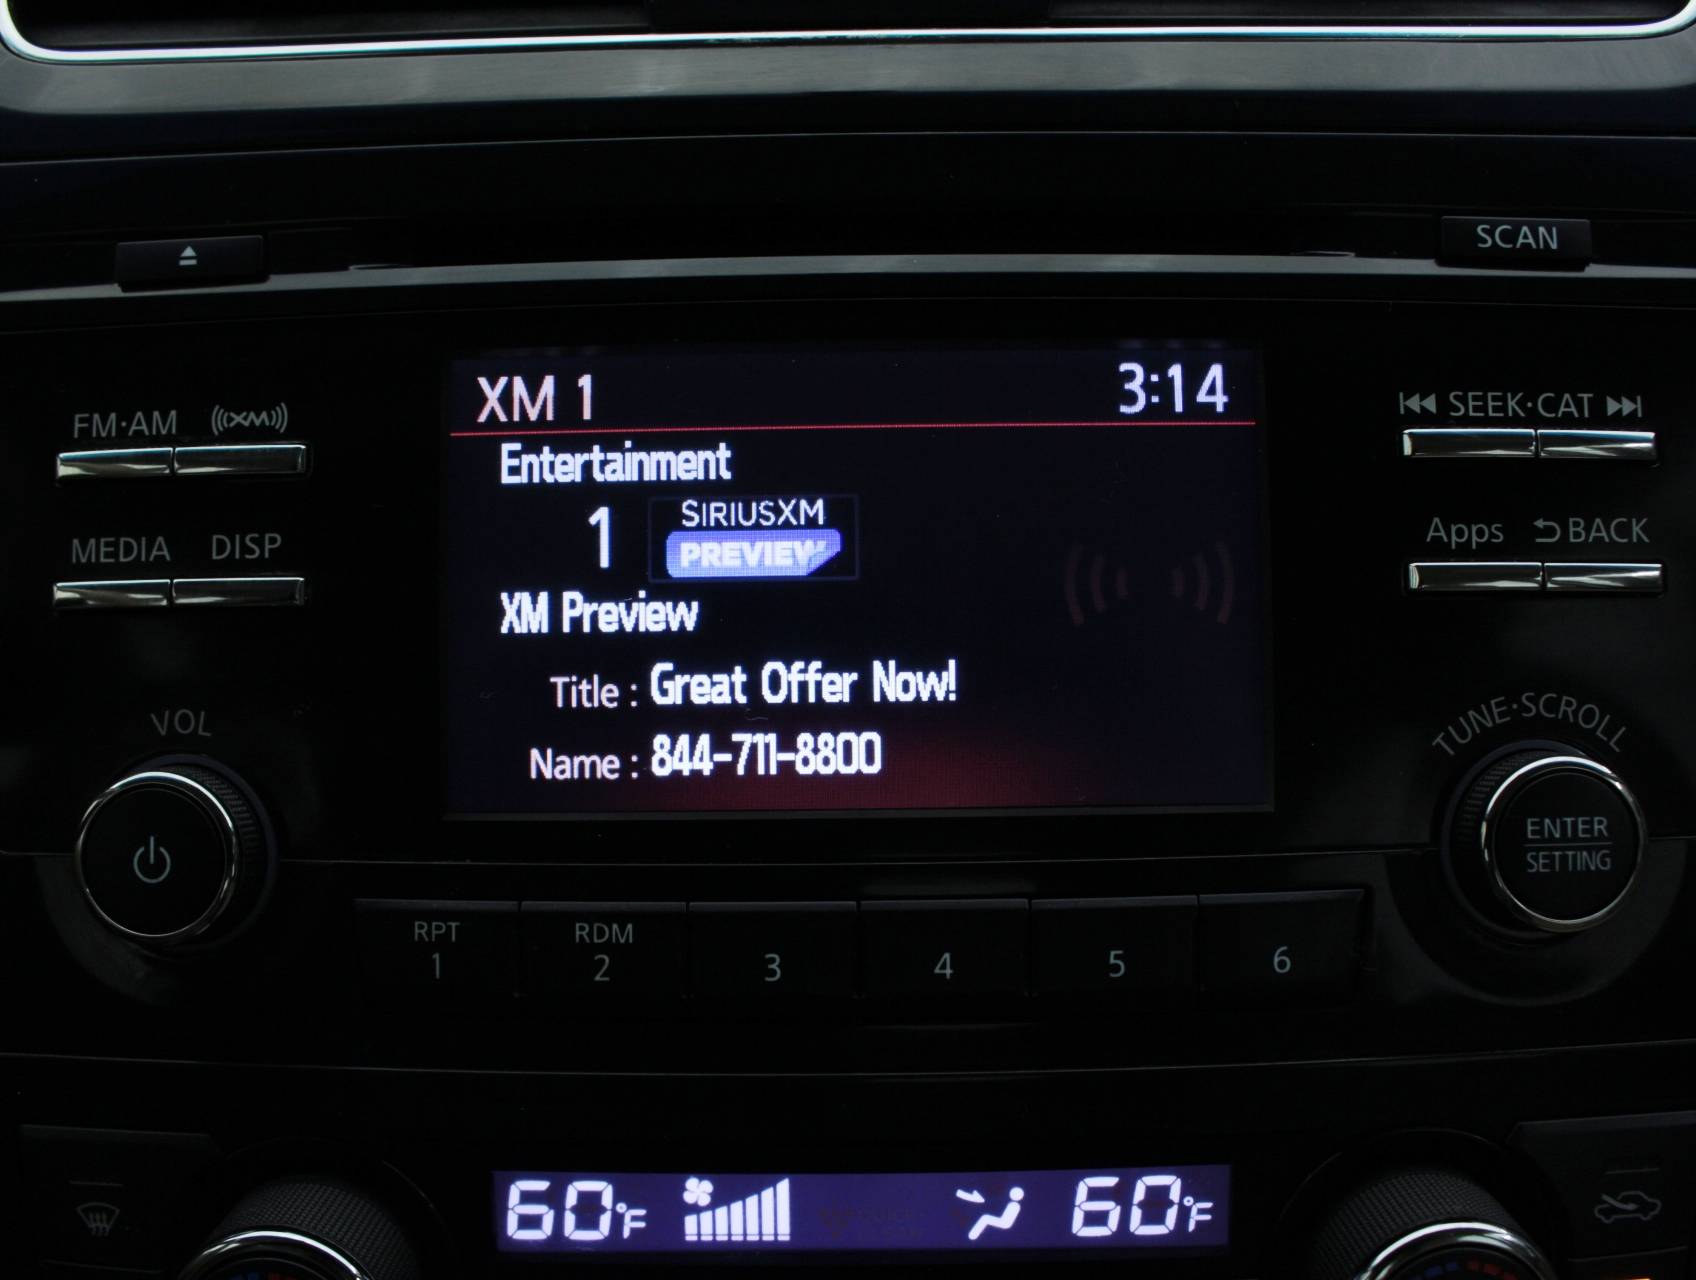 SCAN
XM 1 3:14
FM·AM ((XM)) SEEK·CAT
Entertainment
1 SIRIUSXM
PREVIEW
MEDIA DISP Apps BACK
XM Preview
Title : Great Offer Now!
VOL TUNE·SCROLL
Name : 844-711-8800
ENTER
SETTING
RPT RDM
1 2 3 4 5 6
60°F 60°F